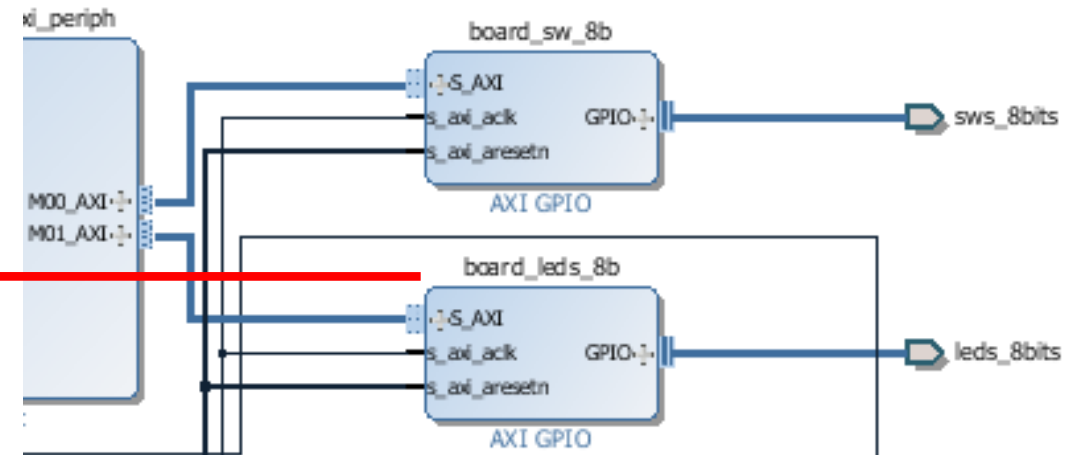 xi_periph
M00_AXI
M01_AXI
board_sw_8b
S_AXI
s_axi_aclk
s_axi_aresetn
GPIO
AXI GPIO
sws_8bits
board_leds_8b
S_AXI
s_axi_aclk
s_axi_aresetn
GPIO
AXI GPIO
leds_8bits